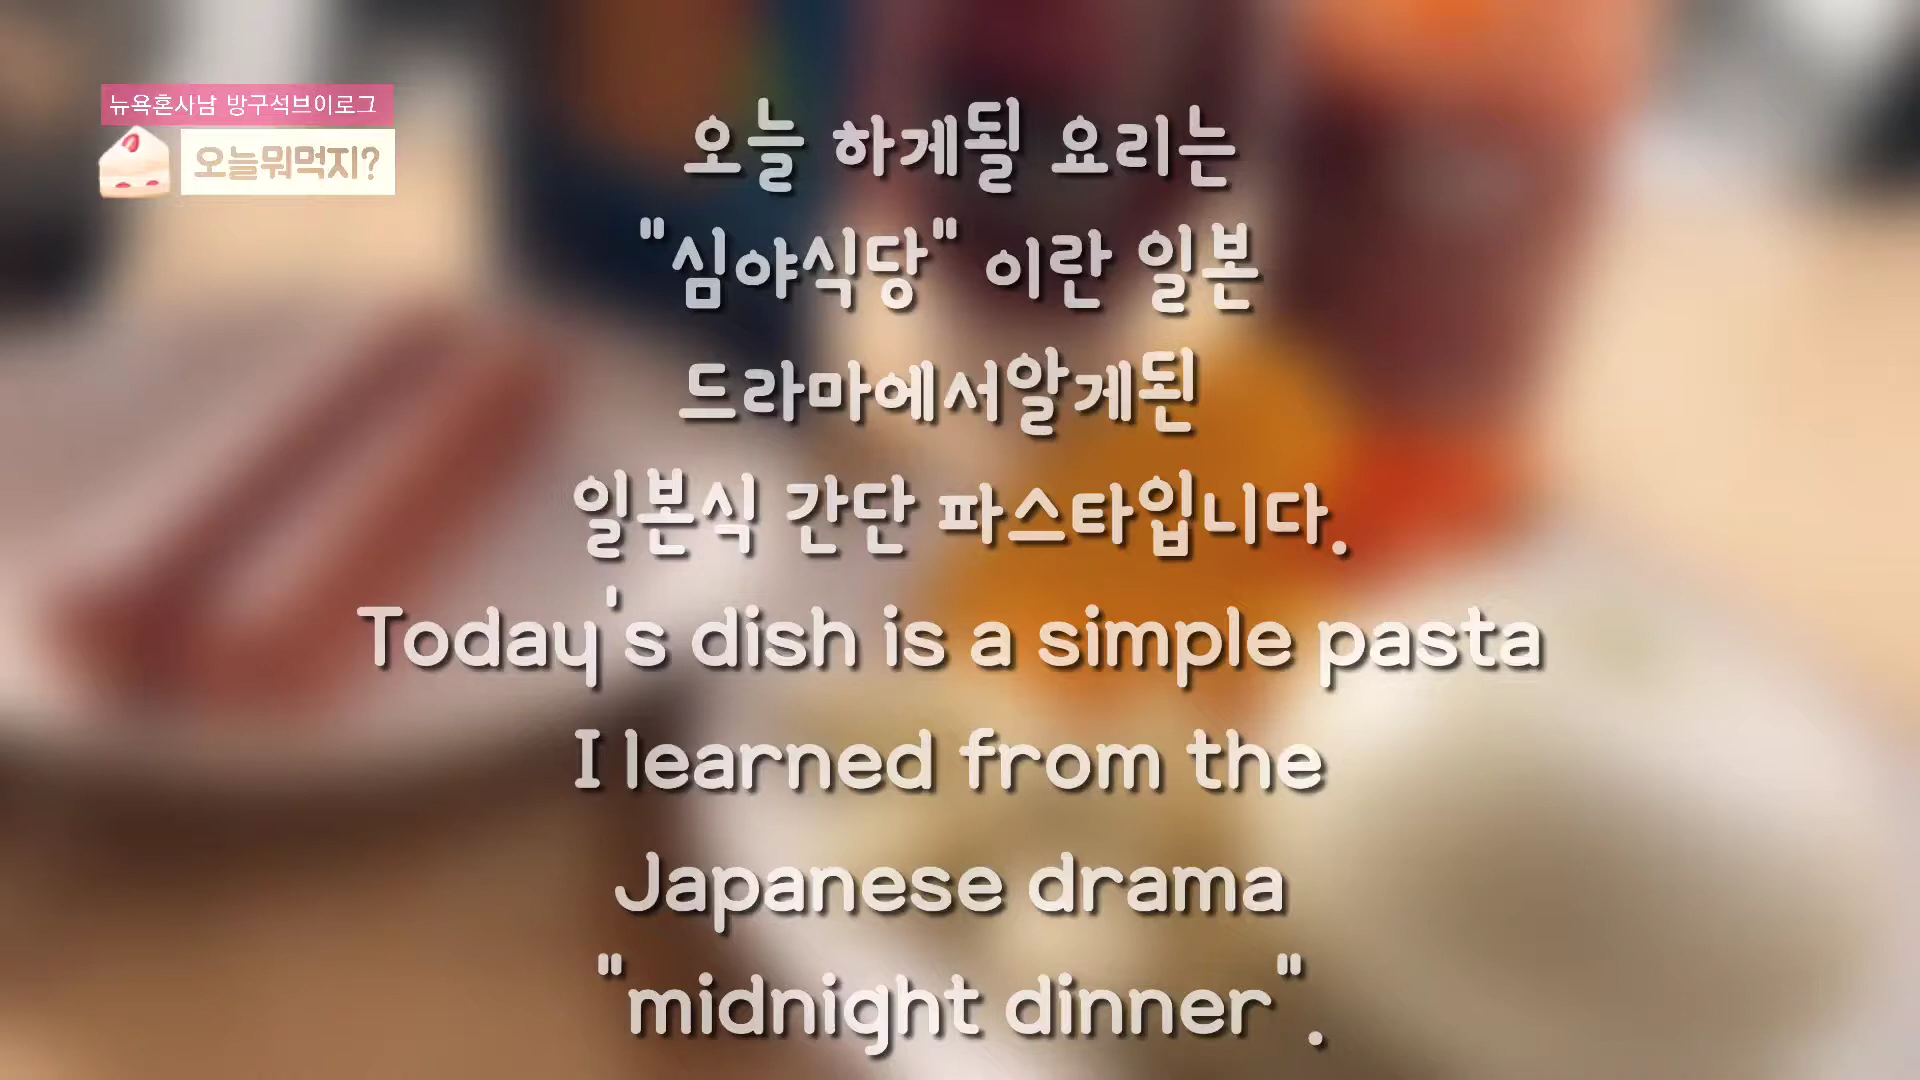 뉴욕혼사남 방구석브이로그
오늘뭐먹지?
오늘 하게될 요리는
"심야식당" 이란 일본
드라마에서알게된
일본식 간단 파스타입니다.
Today's dish is a simple pasta
I learned from the
Japanese drama
"midnight dinner".